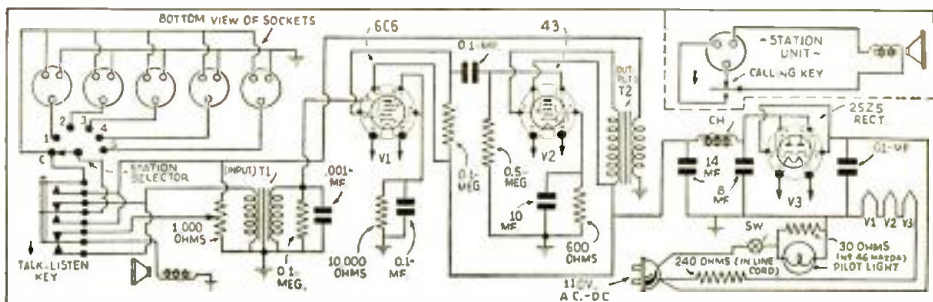 BOTTOM VIEW OF SOCKETS
6C6
43
0.1-MF
OUT-
PUT
T2
-STATION
UNIT-
CALLING KEY
25Z5
RECT.
CH
1
2
3
4
C
STATION
SELECTOR
(INPUT) T1
.001-
MF
V1
0.1-
MEG
0.5-
MEG
V2
14
MF
8
MF
V3
.01-MF
V1 V2 V3
TALK-LISTEN
KEY
1,000
OHMS
0.1-
MEG.
10,000
OHMS
0.1-
MF
10
MF
600
OHMS
SW
30 OHMS
(Nº 46 MAZDA)
PILOT LIGHT
240 OHMS (IN LINE
CORD)
110V.
A.C.-DC